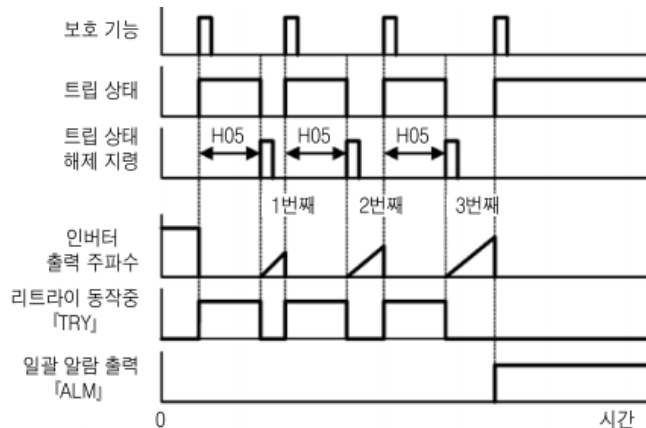 보호 기능
트립 상태
트립 상태
해제 지령
H05
H05
H05
1번째
2번째
3번째
인버터
출력 주파수
리트라이 동작중
『TRY』
일괄 알람 출력
『ALM』
0
시간